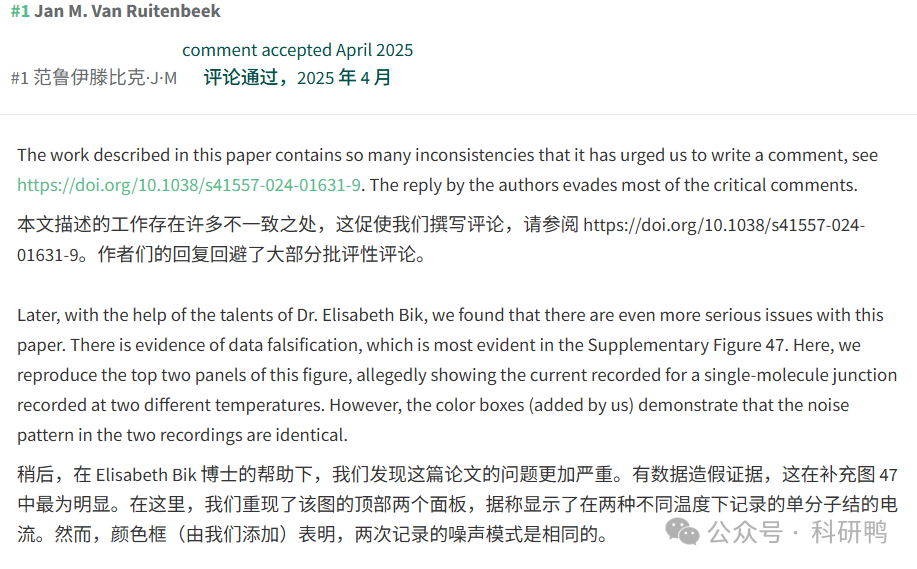 #1 Jan M. Van Ruitenbeek
comment accepted April 2025
#1 范鲁伊滕比克·J·M 评论通过，2025 年 4 月
The work described in this paper contains so many inconsistencies that it has urged us to write a comment, see
https://doi.org/10.1038/s41557-024-01631-9. The reply by the authors evades most of the critical comments.
本文描述的工作存在许多不一致之处，这促使我们撰写评论，请参阅 https://doi.org/10.1038/s41557-024-
01631-9。作者们的回复回避了大部分批评性评论。
Later, with the help of the talents of Dr. Elisabeth Bik, we found that there are even more serious issues with this
paper. There is evidence of data falsification, which is most evident in the Supplementary Figure 47. Here, we
reproduce the top two panels of this figure, allegedly showing the current recorded for a single-molecule junction
recorded at two different temperatures. However, the color boxes (added by us) demonstrate that the noise
pattern in the two recordings are identical.
稍后，在 Elisabeth Bik 博士的帮助下，我们发现这篇论文的问题更加严重。有数据造假证据，这在补充图 47
中最为明显。在这里，我们重现了该图的顶部两个面板，据称显示了在两种不同温度下记录的单分子结的电
流。然而，颜色框（由我们添加）表明，两次记录的噪声模式是相同的。
公众号 · 科研鸭